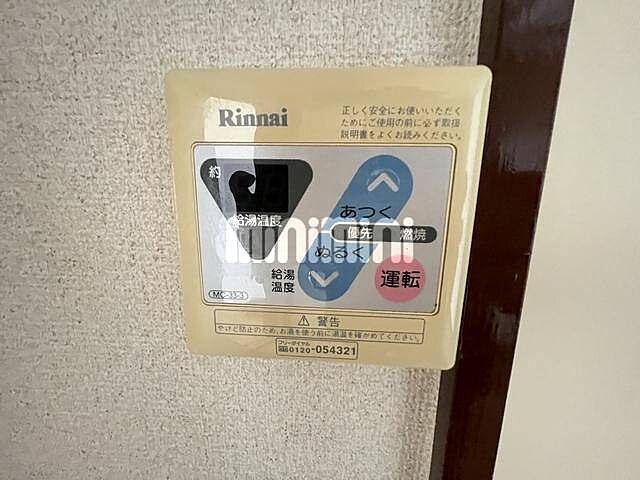 Rinnai
正しく安全にお使いいただく
ためにご使用の前に必ず取扱
説明書をよくお読みください。
約
給湯温度
あつく
優先 燃焼
minimini
ぬるく
給湯
温度
運転
MC-33-3
⚠警告
やけど防止のため、お湯を使う前に湯温を確かめてください。
フリーダイヤル
0120-054321